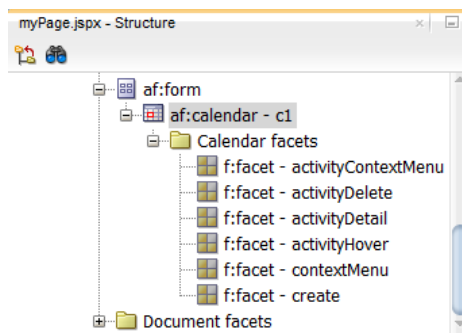 myPage.jspx - Structure
af:form
af:calendar - c1
Calendar facets
f:facet - activityContextMenu
f:facet - activityDelete
f:facet - activityDetail
f:facet - activityHover
f:facet - contextMenu
f:facet - create
Document facets